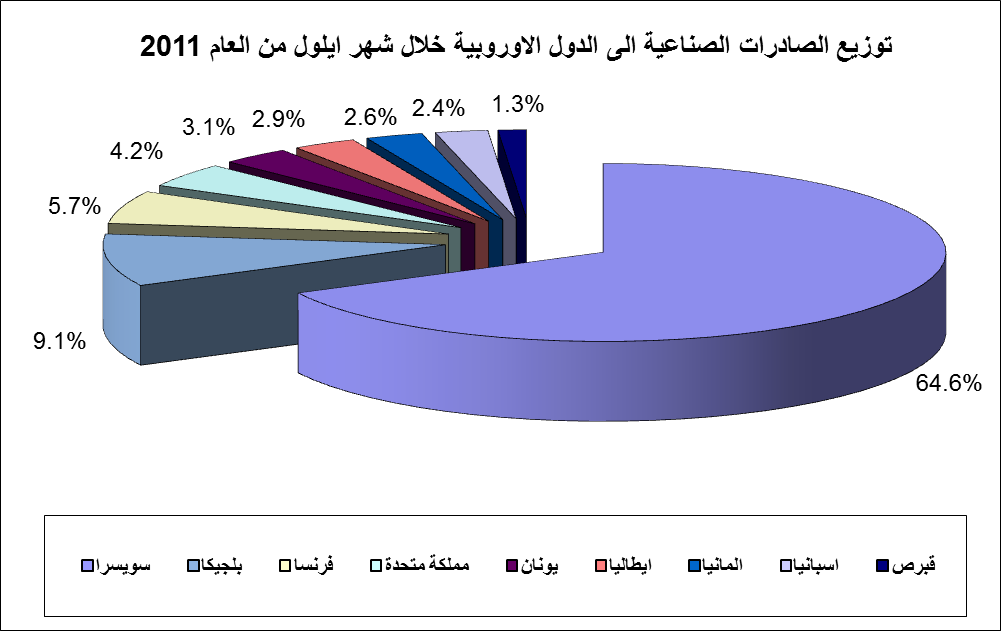 توزيع الصادرات الصناعية الى الدول الاوروبية خلال شهر ايلول من العام 2011
1.3%
2.4%
2.6%
2.9%
3.1%
4.2%
5.7%
9.1%
64.6%
سويسرا
بلجيكا
فرنسا
مملكة متحدة
يونان
ايطاليا
المانيا
اسبانيا
قبرص